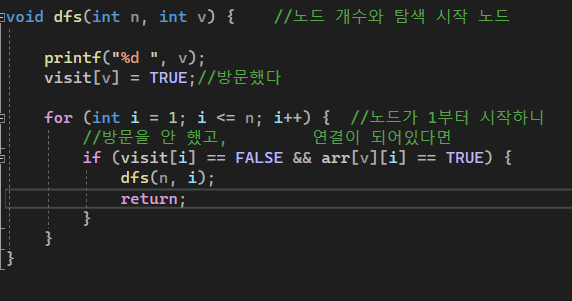 void dfs(int n, int v) {    //노드 개수와 탐색 시작 노드
printf("%d ", v);
visit[v] = TRUE;//방문했다
for (int i = 1; i <= n; i++) {  //노드가 1부터 시작하니
//방문을 안 했고,         연결이 되어있다면
if (visit[i] == FALSE && arr[v][i] == TRUE) {
dfs(n, i);
return;
}
}
}